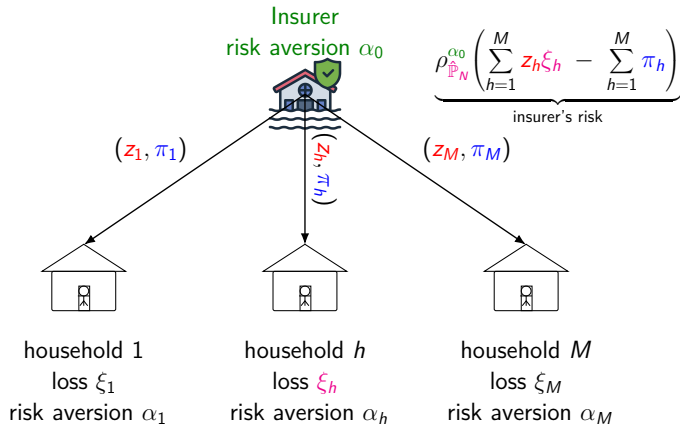 Insurer
risk aversion α₀
ρ^{α₀}_{ℙ̂_N}(∑_{h=1}^{M} z_h ξ_h − ∑_{h=1}^{M} π_h)
insurer's risk
(z₁, π₁)
(z_h, π_h)
(z_M, π_M)
household 1
loss ξ₁
risk aversion α₁
household h
loss ξ_h
risk aversion α_h
household M
loss ξ_M
risk aversion α_M